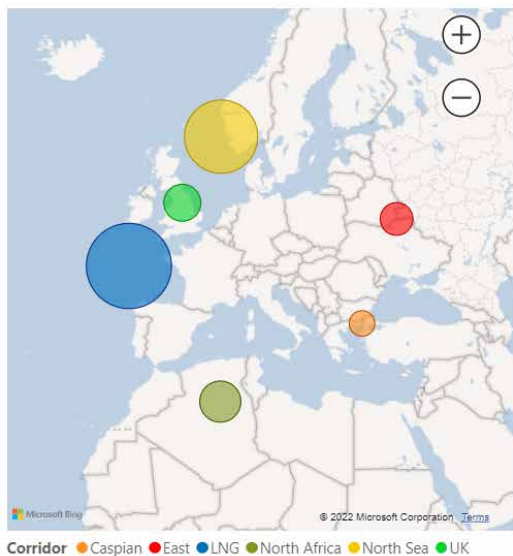 Microsoft Bing
© 2022 Microsoft Corporation Terms
Corridor Caspian East LNG North Africa North Sea UK